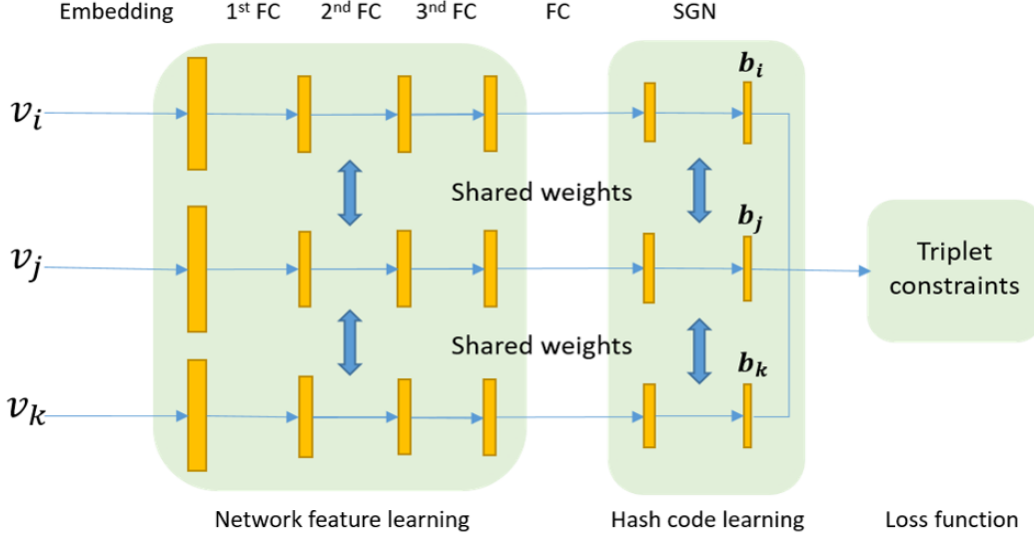 Embedding 1st FC 2nd FC 3nd FC FC SGN
bi
vi
Shared weights
bj
vj
Triplet
constraints
Shared weights
bk
vk
Network feature learning Hash code learning Loss function